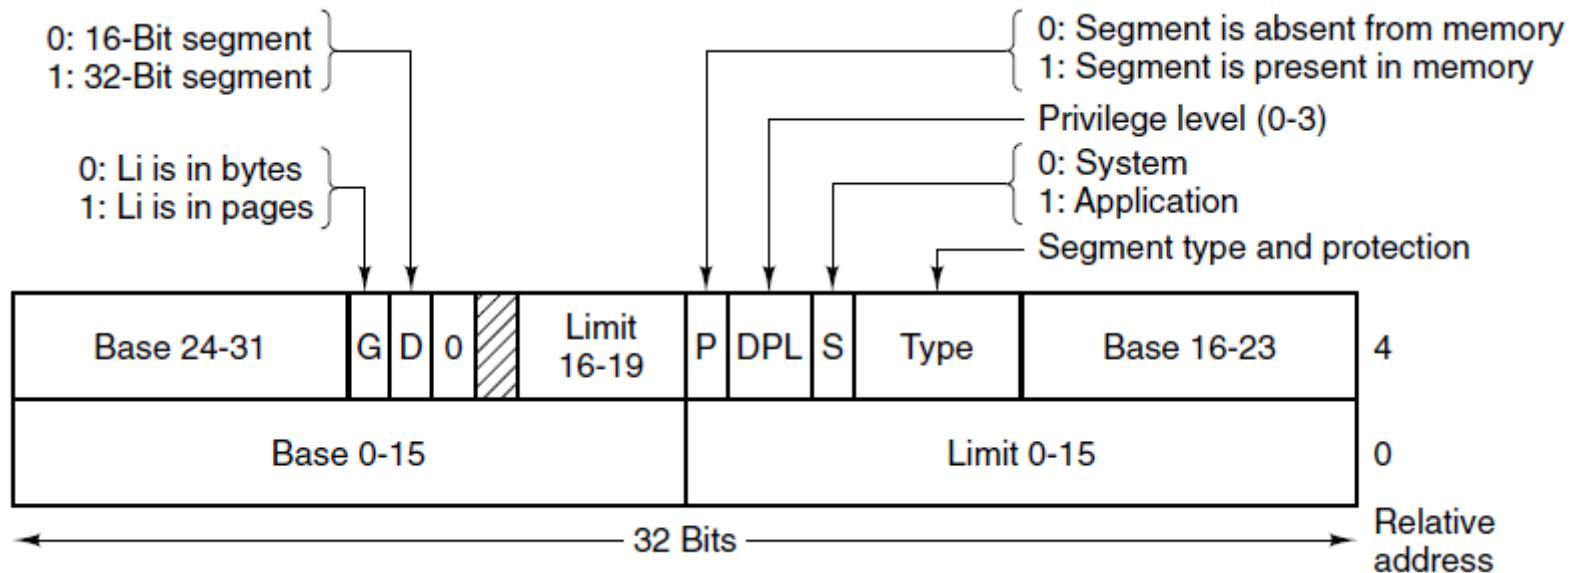 0: 16-Bit segment
1: 32-Bit segment
0: Li is in bytes
1: Li is in pages
0: Segment is absent from memory
1: Segment is present in memory
Privilege level (0-3)
0: System
1: Application
Segment type and protection
Base 24-31
G
D
0
Limit
16-19
P
DPL
S
Type
Base 16-23
4
Base 0-15
Limit 0-15
0
32 Bits
Relative
address